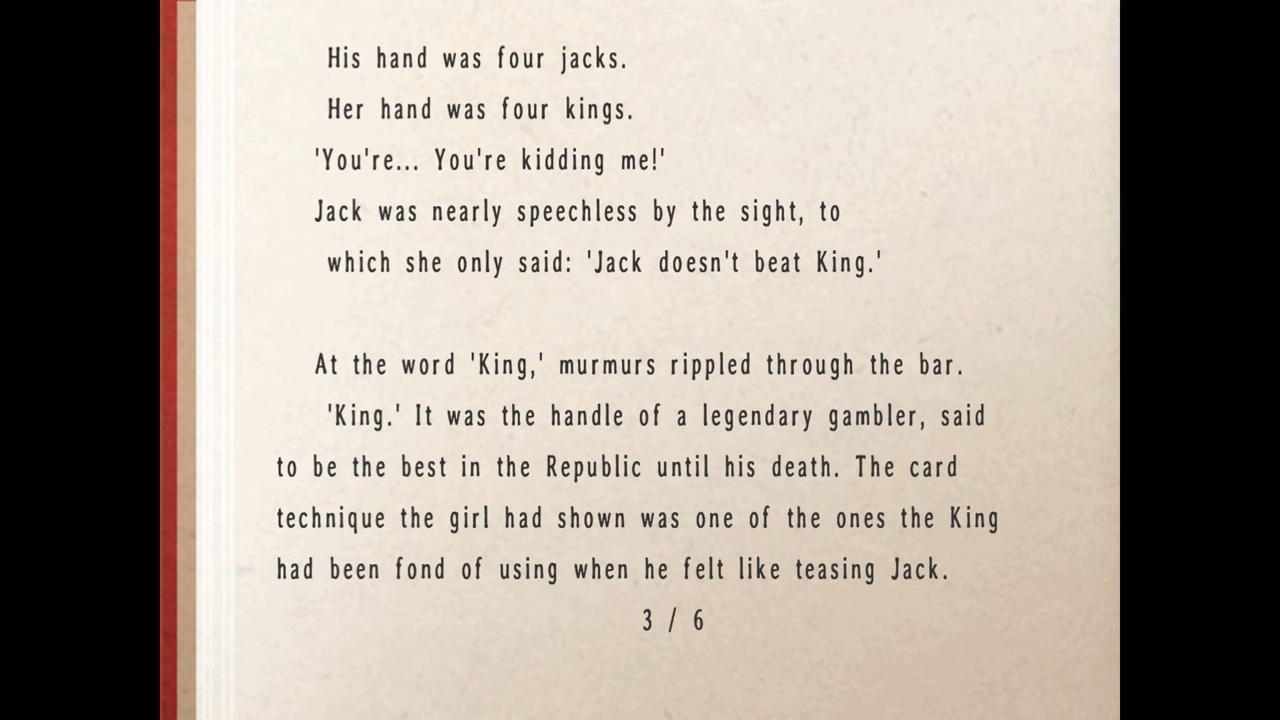 His hand was four jacks.
Her hand was four kings.
'You're... You're kidding me!'
Jack was nearly speechless by the sight, to
which she only said: 'Jack doesn't beat King.'
At the word 'King,' murmurs rippled through the bar.
'King.' It was the handle of a legendary gambler, said
to be the best in the Republic until his death. The card
technique the girl had shown was one of the ones the King
had been fond of using when he felt like teasing Jack.
3 / 6